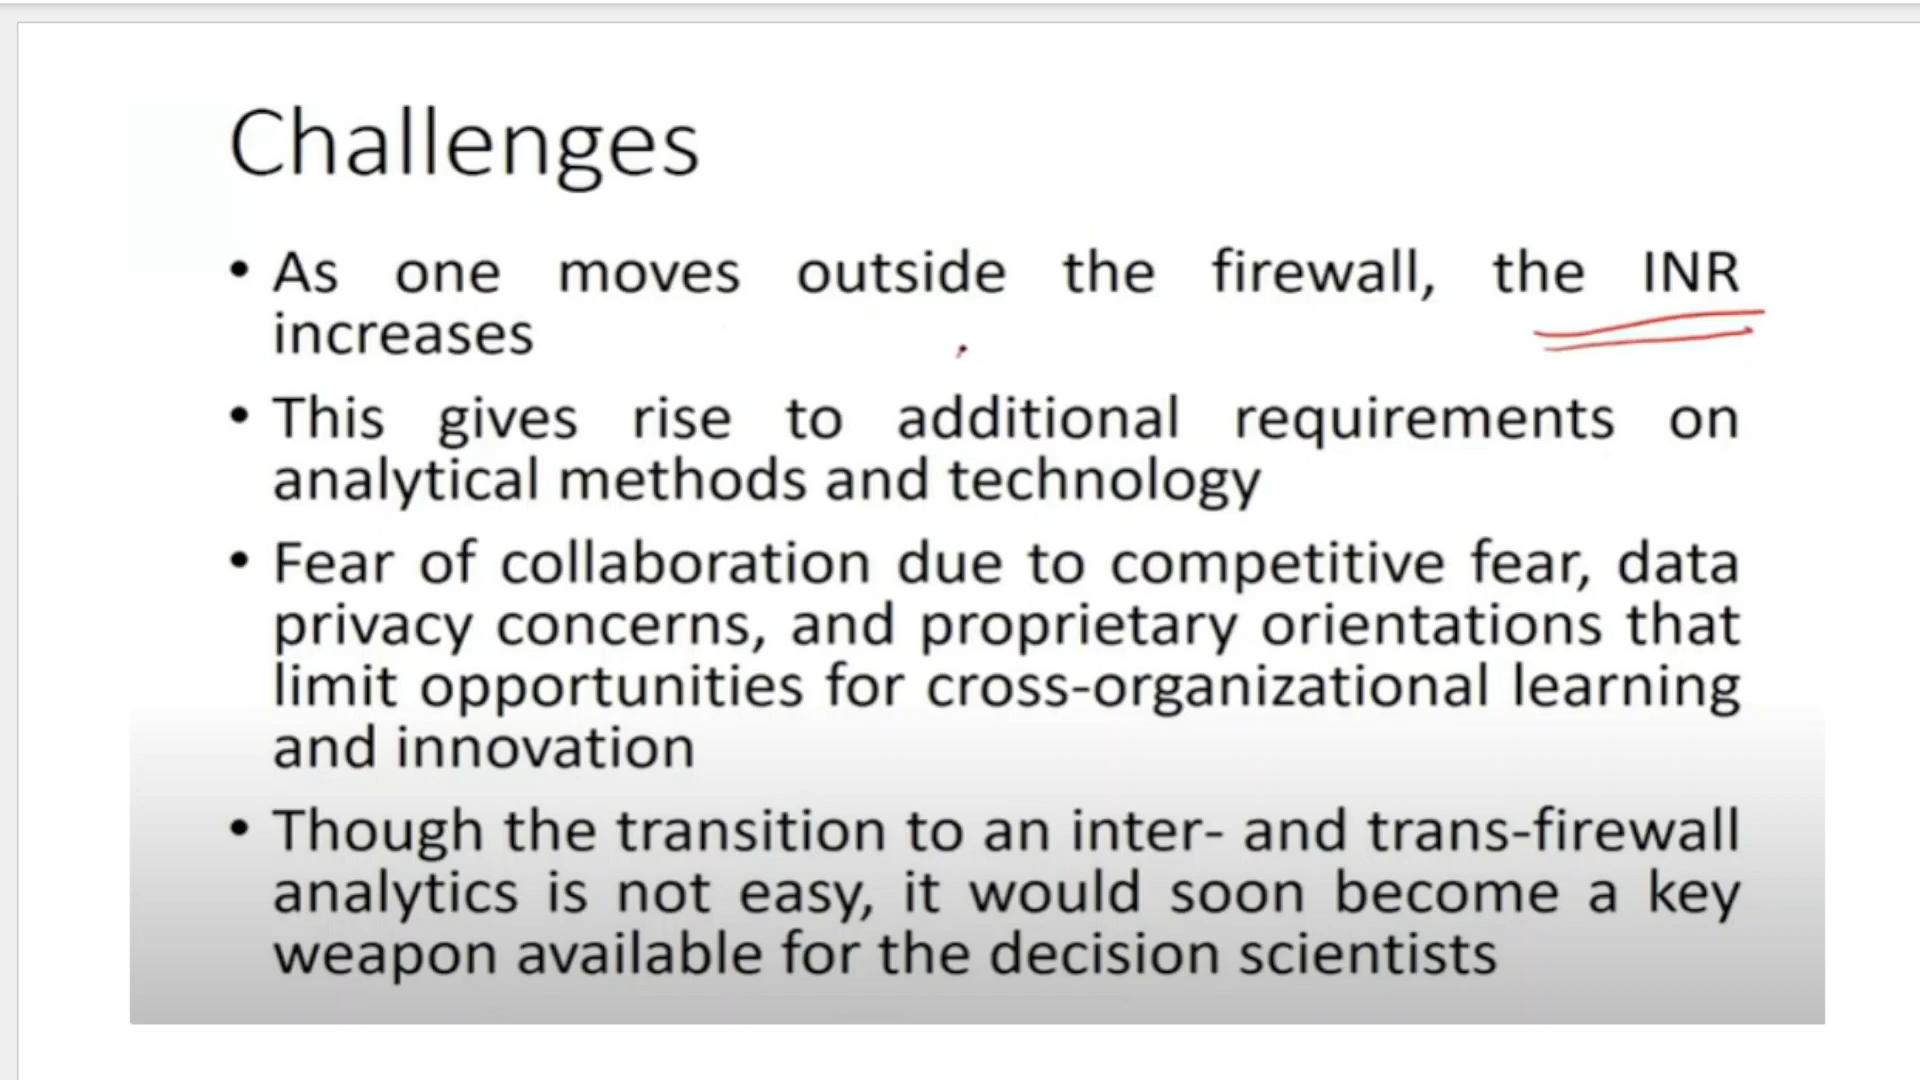 Challenges
• As one moves outside the firewall, the INR
increases
• This gives rise to additional requirements on
analytical methods and technology
• Fear of collaboration due to competitive fear, data
privacy concerns, and proprietary orientations that
limit opportunities for cross-organizational learning
and innovation
• Though the transition to an inter- and trans-firewall
analytics is not easy, it would soon become a key
weapon available for the decision scientists